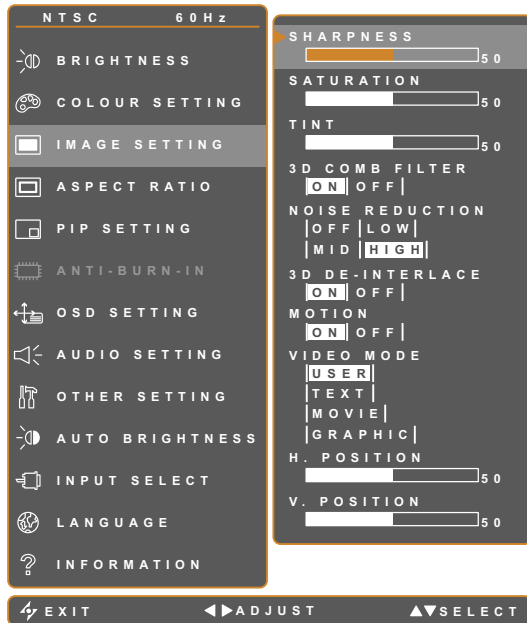 NTSC 60Hz
BRIGHTNESS
COLOUR SETTING
IMAGE SETTING
ASPECT RATIO
PIP SETTING
ANTI-BURN-IN
OSD SETTING
AUDIO SETTING
OTHER SETTING
AUTO BRIGHTNESS
INPUT SELECT
LANGUAGE
INFORMATION
SHARPNESS
50
SATURATION
50
TINT
50
3D COMB FILTER
ON OFF
NOISE REDUCTION
OFF LOW
MID HIGH
3D DE-INTERLACE
ON OFF
MOTION
ON OFF
VIDEO MODE
USER
TEXT
MOVIE
GRAPHIC
H. POSITION
50
V. POSITION
50
EXIT ADJUST SELECT